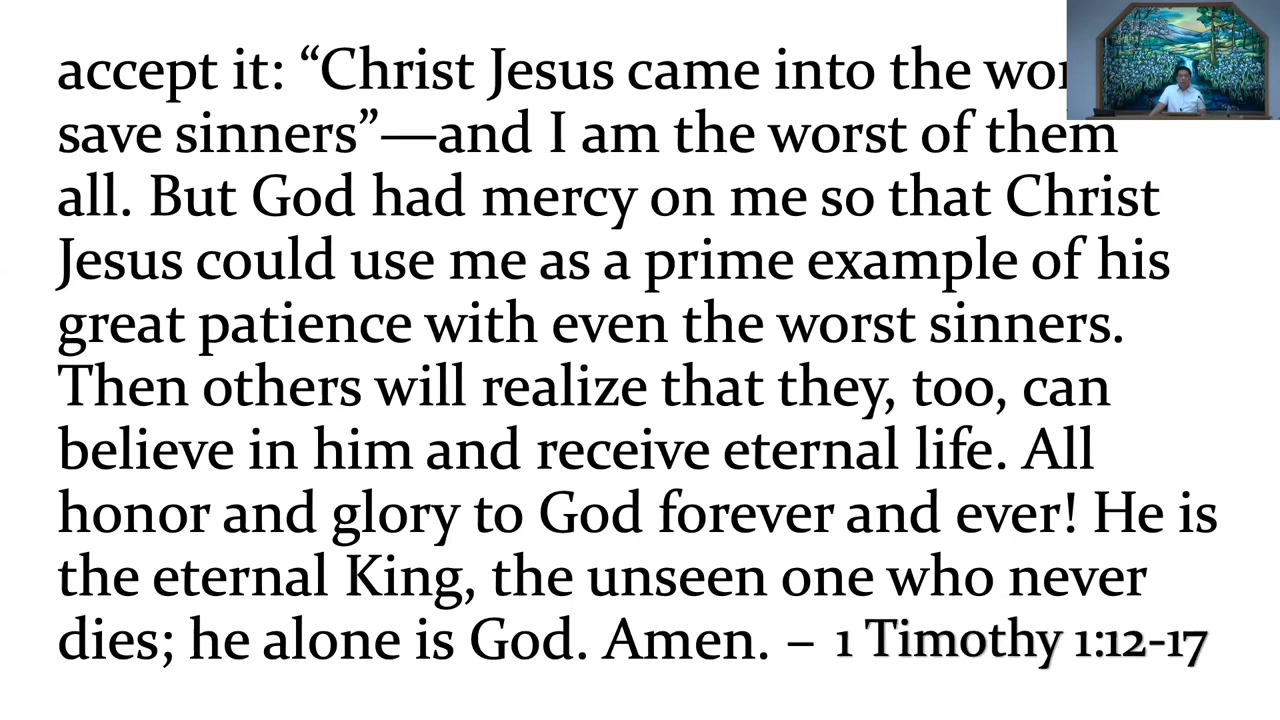 accept it: “Christ Jesus came into the
save sinners”—and I am the worst of them
all. But God had mercy on me so that Christ
Jesus could use me as a prime example of his
great patience with even the worst sinners.
Then others will realize that they, too, can
believe in him and receive eternal life. All
honor and glory to God forever and ever! He is
the eternal King, the unseen one who never
dies; he alone is God. Amen. – 1 Timothy 1:12-17